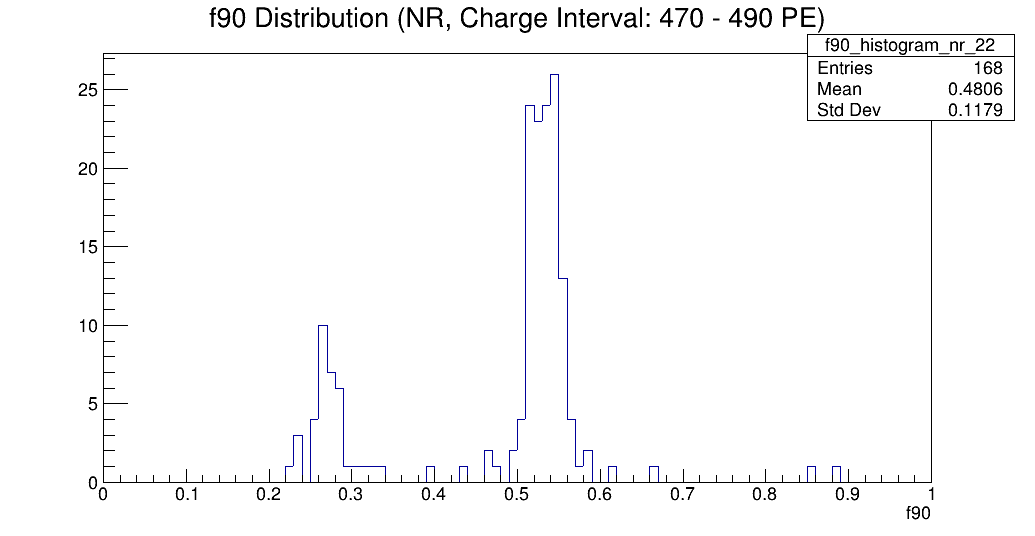 f90 Distribution (NR, Charge Interval: 470 - 490 PE)
f90_histogram_nr_22
Entries 168
Mean 0.4806
Std Dev 0.1179
25
20
15
10
5
0
0 0.1 0.2 0.3 0.4 0.5 0.6 0.7 0.8 0.9 1
f90